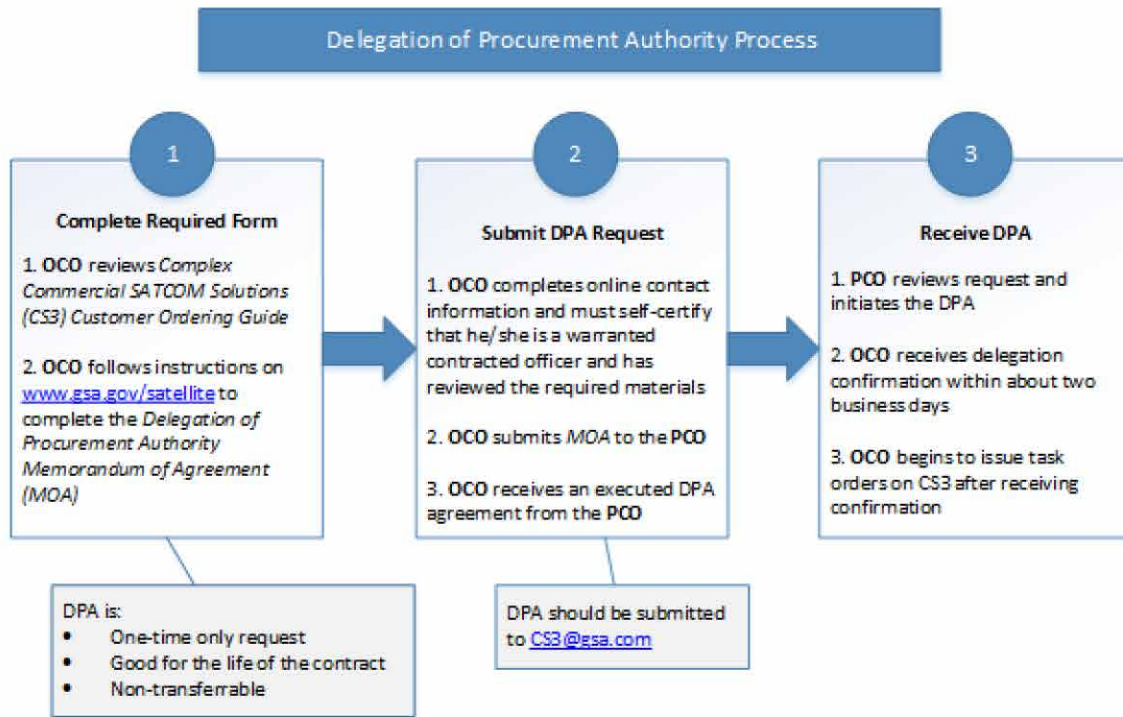 Delegation of Procurement Authority Process
1
Complete Required Form
1. OCO reviews Complex
Commercial SATCOM Solutions
(CS3) Customer Ordering Guide
2. OCO follows instructions on
www.gsa.gov/satellite to
complete the Delegation of
Procurement Authority
Memorandum of Agreement
(MOA)
DPA is:
• One-time only request
• Good for the life of the contract
• Non-transferrable
2
Submit DPA Request
1. OCO completes online contact
information and must self-certify
that he/she is a warranted
contracted officer and has
reviewed the required materials
2. OCO submits MOA to the PCO
3. OCO receives an executed DPA
agreement from the PCO
DPA should be submitted
to CS3@gsa.com
3
Receive DPA
1. PCO reviews request and
initiates the DPA
2. OCO receives delegation
confirmation within about two
business days
3. OCO begins to issue task
orders on CS3 after receiving
confirmation